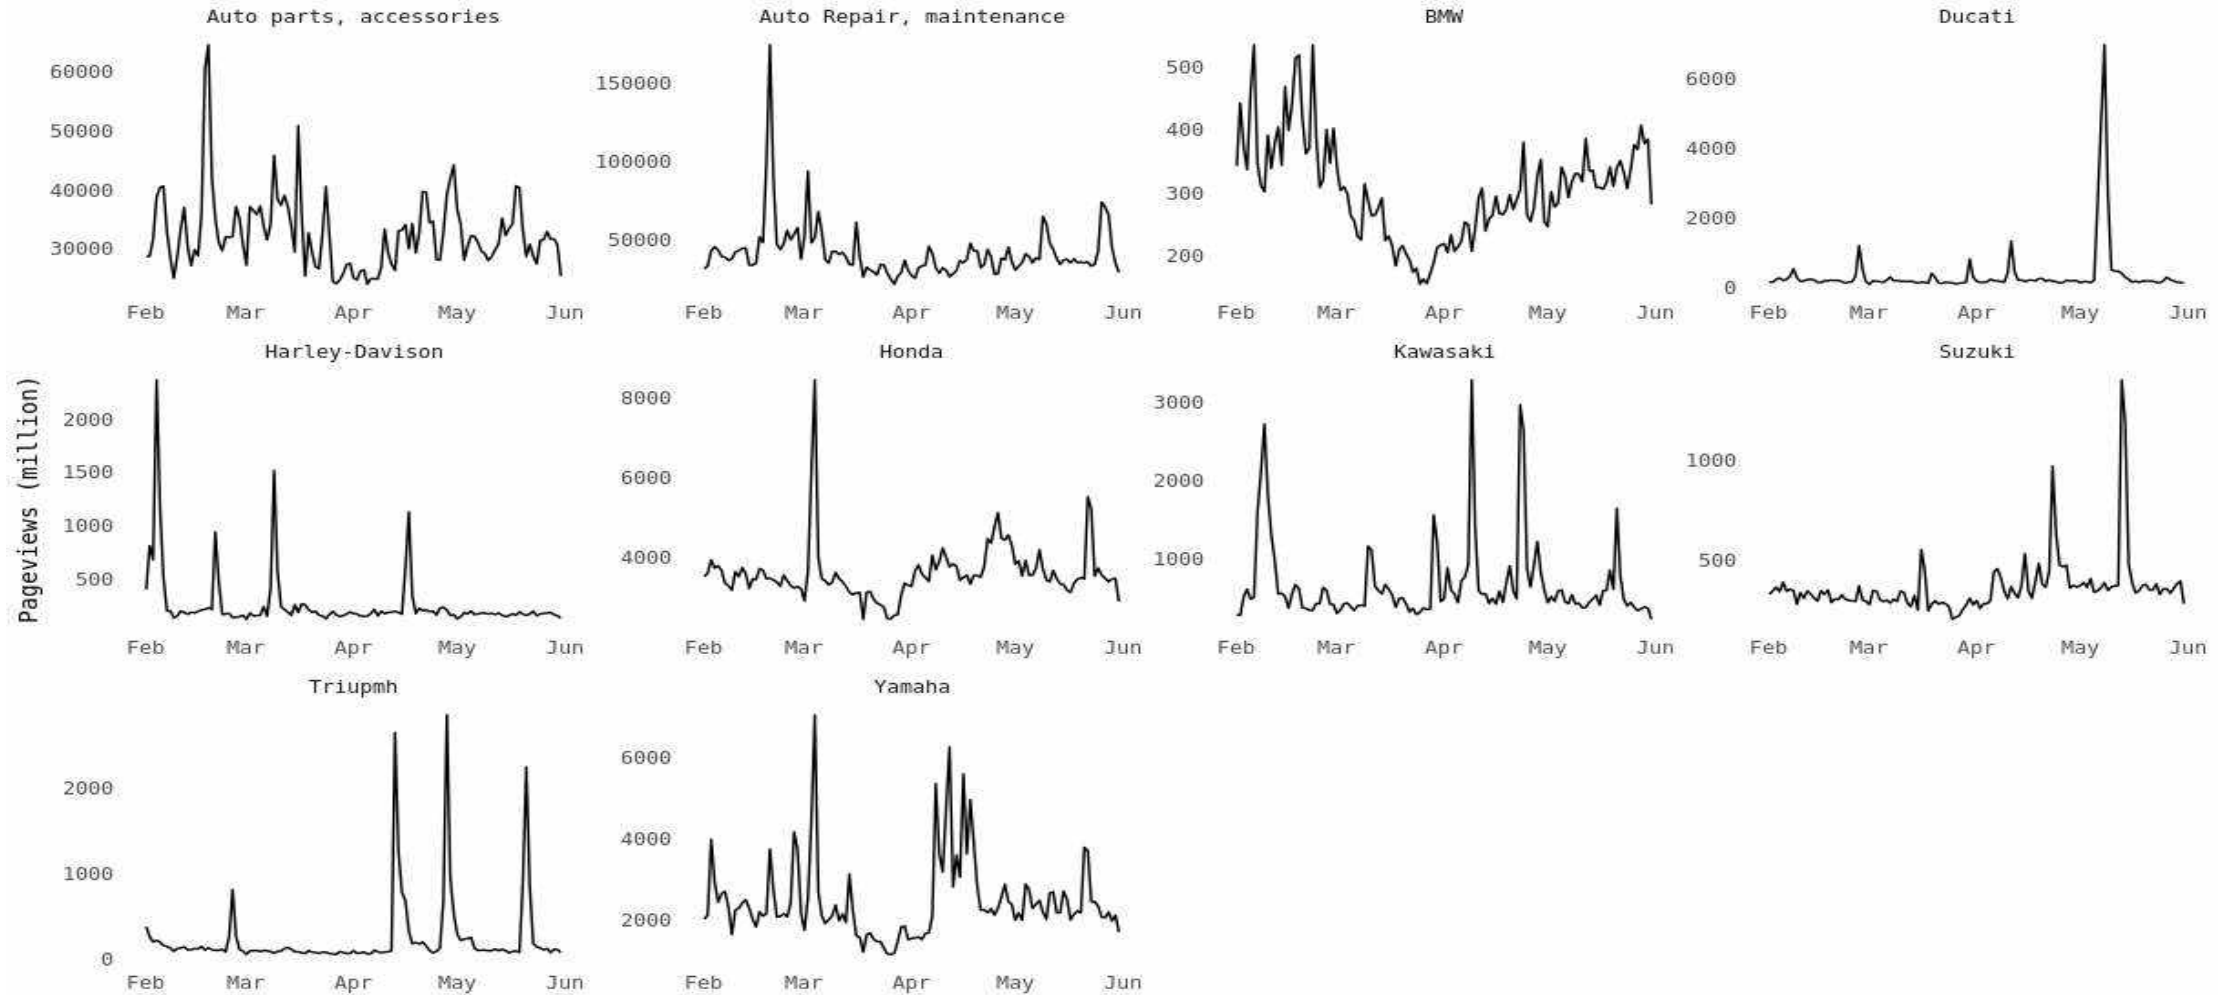 Auto parts, accessories
60000
50000
40000
30000
Feb Mar Apr May Jun
Auto Repair, maintenance
150000
100000
50000
Feb Mar Apr May Jun
BMW
500
400
300
200
Feb Mar Apr May Jun
Ducati
6000
4000
2000
0
Feb Mar Apr May Jun
Pageviews (million)
Harley-Davison
2000
1500
1000
500
Feb Mar Apr May Jun
Honda
8000
6000
4000
Feb Mar Apr May Jun
Kawasaki
3000
2000
1000
Feb Mar Apr May Jun
Suzuki
1000
500
Feb Mar Apr May Jun
Triupmh
2000
1000
0
Feb Mar Apr May Jun
Yamaha
6000
4000
2000
Feb Mar Apr May Jun